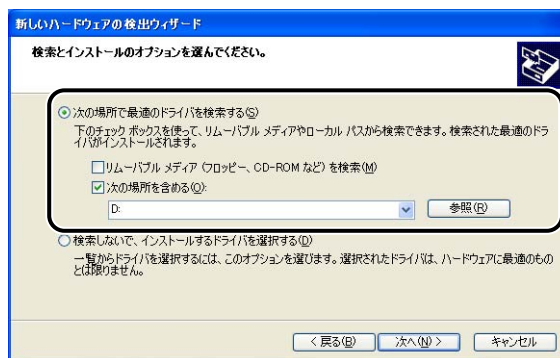 新しいハードウェアの検出ウィザード
検索とインストールのオプションを選んでください。
次の場所で最適のドライバを検索する(S)
下のチェック ボックスを使って、リムーバブル メディアやローカル パスから検索できます。検索された最適のドラ
イバがインストールされます。
リムーバブル メディア (フロッピー、CD-ROM など) を検索(M)
次の場所を含める(O):
D:
参照(R)
検索しないで、インストールするドライバを選択する(D)
一覧からドライバを選択するには、このオプションを選びます。選択されたドライバは、ハードウェアに最適のもの
とは限りません。
< 戻る(B)
次へ(N) >
キャンセル